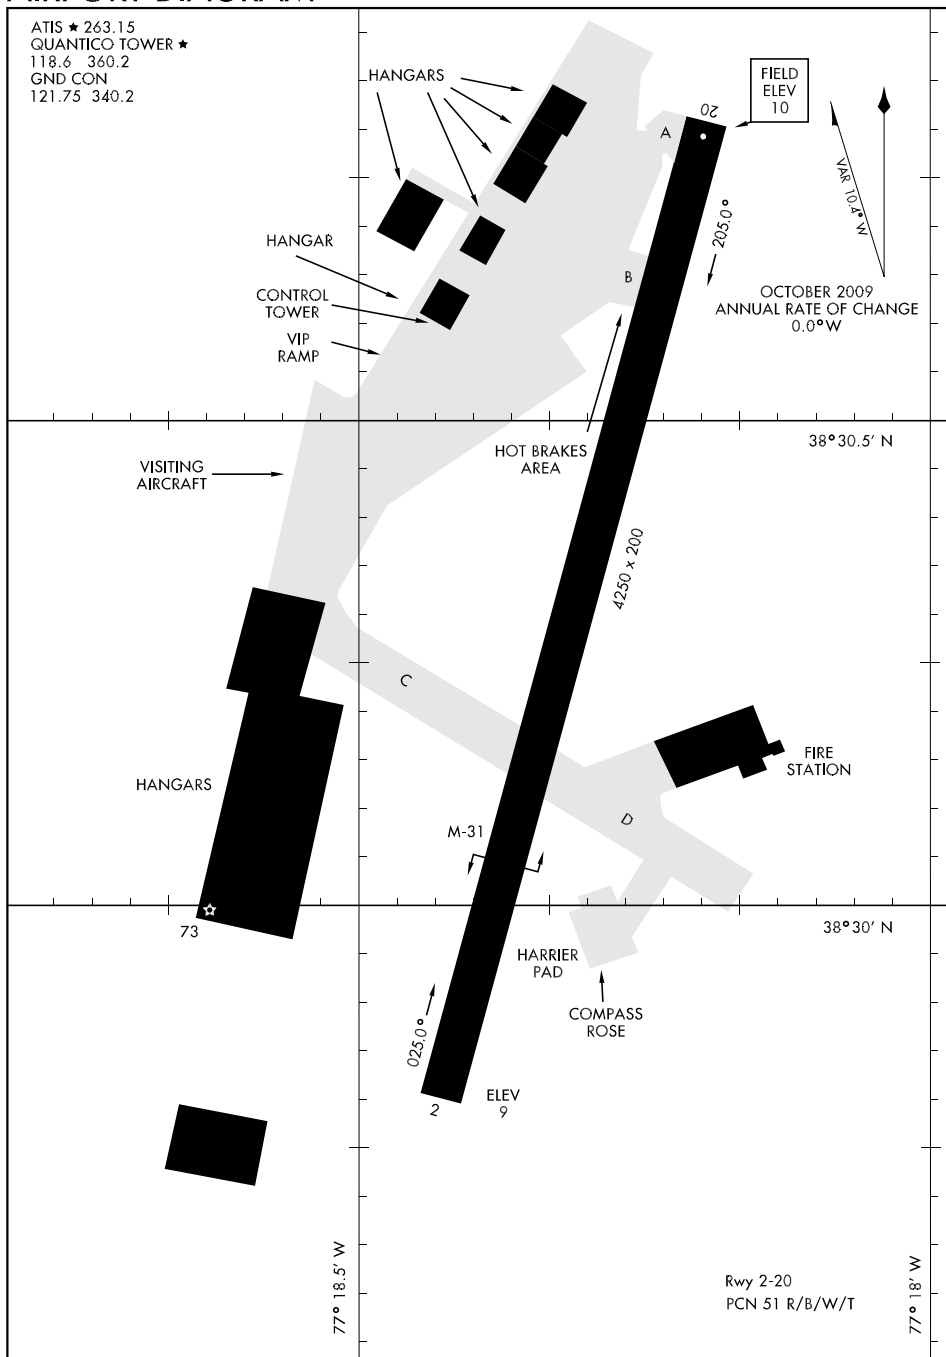 AIRPORT DIAGRAM
ATIS ★ 263.15
QUANTICO TOWER ★
118.6 360.2
GND CON
121.75 340.2
HANGARS
FIELD
ELEV
10
20
A
VAR 10.4° W
205.0°
HANGAR
B
CONTROL
TOWER
OCTOBER 2009
ANNUAL RATE OF CHANGE
0.0° W
VIP
RAMP
38° 30.5' N
HOT BRAKES
AREA
VISITING
AIRCRAFT
4250 x 200
C
FIRE
STATION
HANGARS
D
M-31
73
38° 30' N
HARRIER
PAD
COMPASS
ROSE
025.0°
2
ELEV
9
77° 18.5' W
77° 18' W
Rwy 2-20
PCN 51 R/B/W/T